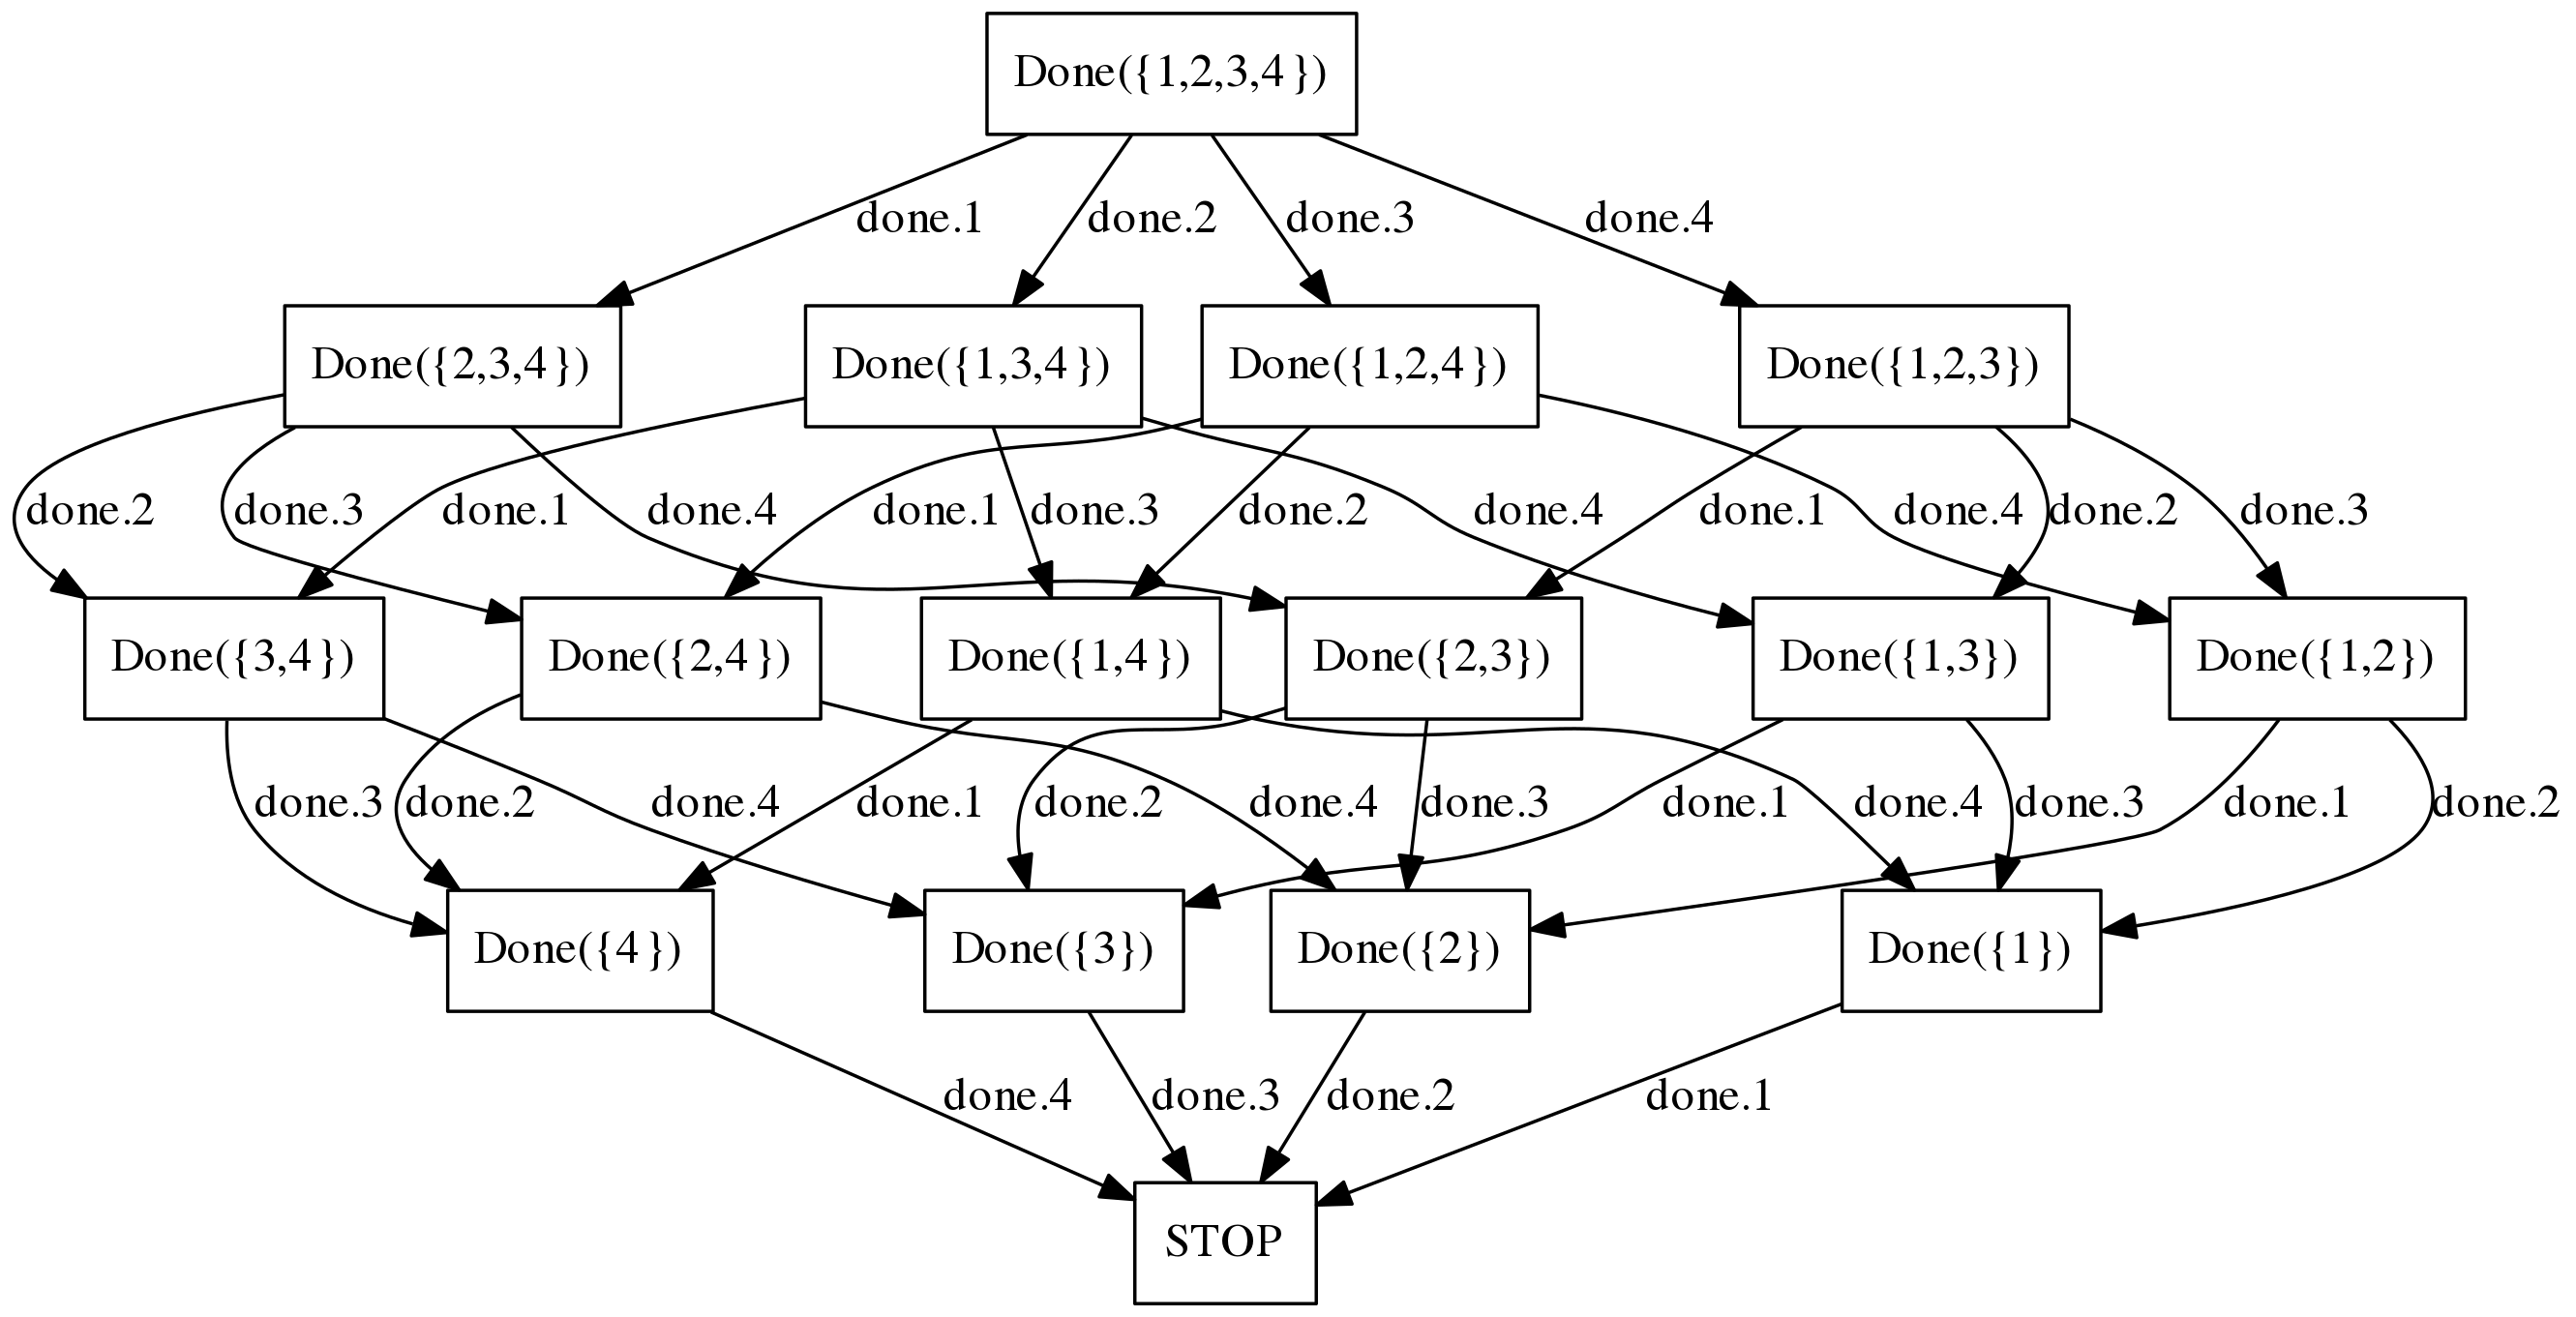 Done({1,2,3,4})
done.1 done.2 done.3 done.4
Done({2,3,4}) Done({1,3,4}) Done({1,2,4}) Done({1,2,3})
done.2 done.3 done.1 done.4 done.1 done.3 done.2 done.4 done.1 done.4 done.2 done.3
Done({3,4}) Done({2,4}) Done({1,4}) Done({2,3}) Done({1,3}) Done({1,2})
done.3 done.2 done.4 done.1 done.2 done.4 done.3 done.1 done.4 done.3 done.1 done.2
Done({4}) Done({3}) Done({2}) Done({1})
done.4 done.3 done.2 done.1
STOP